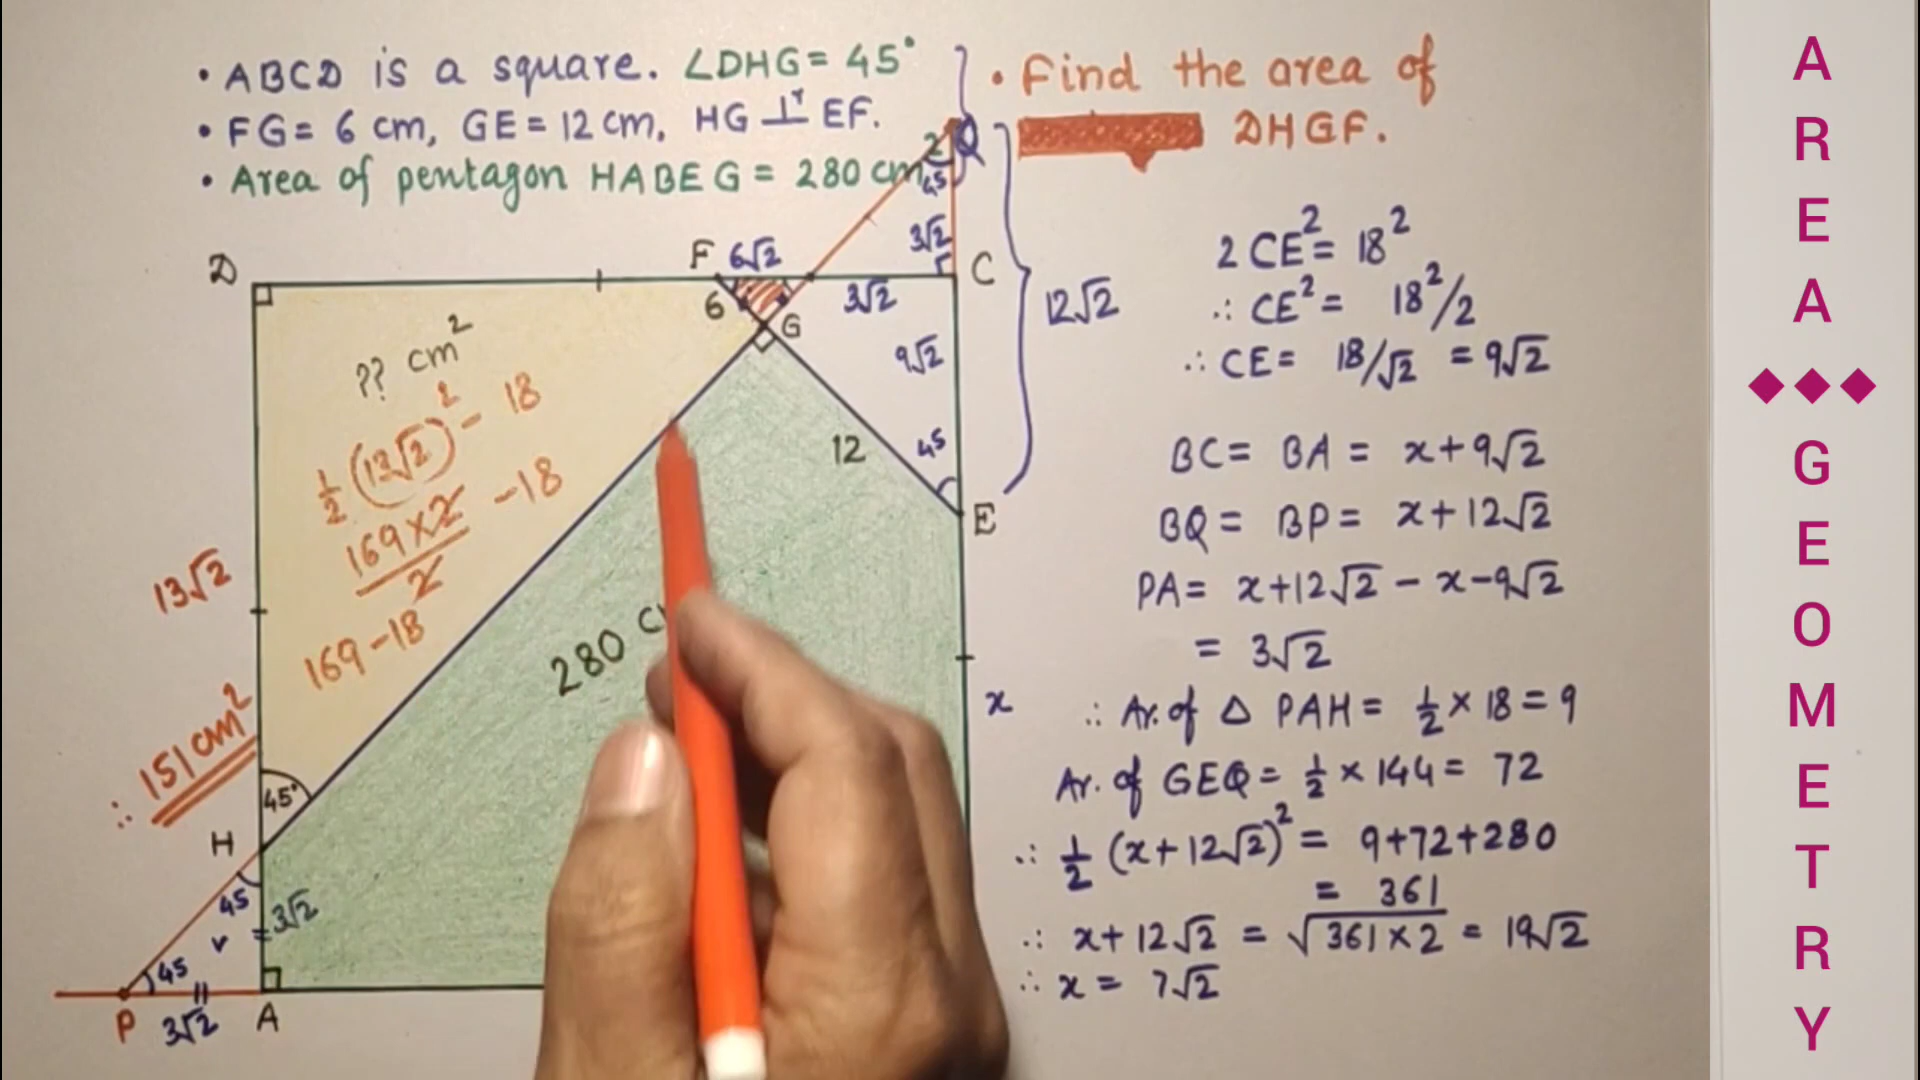 • ABCD is a square. ∠DHG = 45°
• FG = 6 cm, GE = 12 cm, HG ⊥ʳ EF.
• Area of pentagon HABEG = 280 cm²
• Find the area of
DHGF.
2 CE² = 18²
∴ CE² = 18²/2
∴ CE = 18/√2 = 9√2
BC = BA = x + 9√2
BQ = BP = x + 12√2
PA = x + 12√2 - x - 9√2
= 3√2
∴ Ar. of △ PAH = 1/2 × 18 = 9
Ar. of GEQ = 1/2 × 144 = 72
∴ 1/2 (x + 12√2)² = 9 + 72 + 280
= 361
∴ x + 12√2 = √361 × 2 = 19√2
∴ x = 7√2
Q
45
3√2
12√2
D
F
6√2
C
6
G
3√2
9√2
?? cm²
1/2 (13√2)² - 18
169 × 2 / 2 - 18
169 - 18
∴ 151 cm²
13√2
12
45
E
280
x
45°
H
45
3√2
45
P
3√2
A
AREA
GEOMETRY